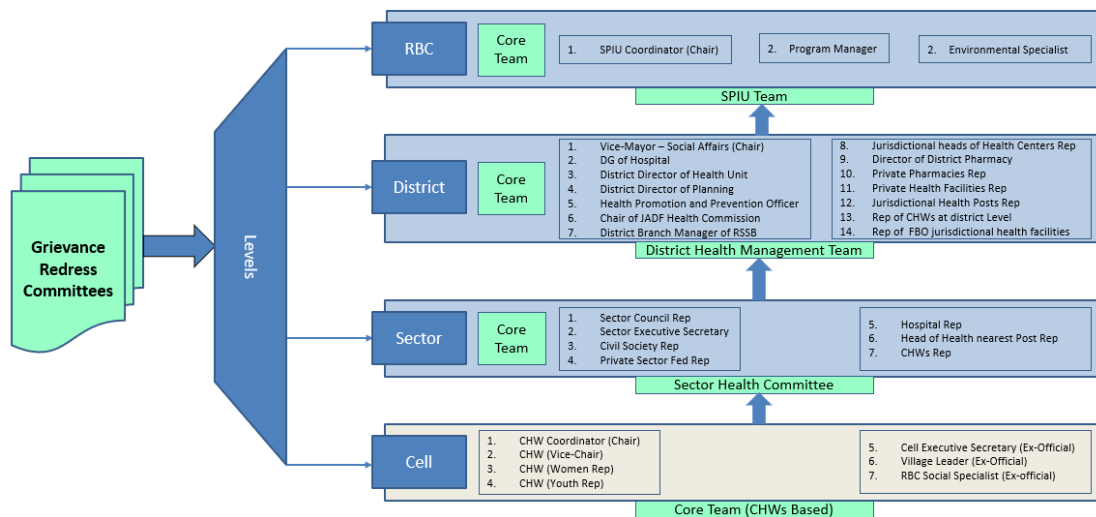 Grievance
Redress
Committees
Levels
RBC
Core
Team
1. SPIU Coordinator (Chair)
2. Program Manager
2. Environmental Specialist
SPIU Team
District
Core
Team
1. Vice-Mayor – Social Affairs (Chair)
2. DG of Hospital
3. District Director of Health Unit
4. District Director of Planning
5. Health Promotion and Prevention Officer
6. Chair of JADF Health Commission
7. District Branch Manager of RSSB
8. Jurisdictional heads of Health Centers Rep
9. Director of District Pharmacy
10. Private Pharmacies Rep
11. Private Health Facilities Rep
12. Jurisdictional Health Posts Rep
13. Rep of CHWs at district Level
14. Rep of FBO jurisdictional health facilities
District Health Management Team
Sector
Core
Team
1. Sector Council Rep
2. Sector Executive Secretary
3. Civil Society Rep
4. Private Sector Fed Rep
5. Hospital Rep
6. Head of Health nearest Post Rep
7. CHWs Rep
Sector Health Committee
Cell
1. CHW Coordinator (Chair)
2. CHW (Vice-Chair)
3. CHW (Women Rep)
4. CHW (Youth Rep)
5. Cell Executive Secretary (Ex-Official)
6. Village Leader (Ex-Official)
7. RBC Social Specialist (Ex-official)
Core Team (CHWs Based)